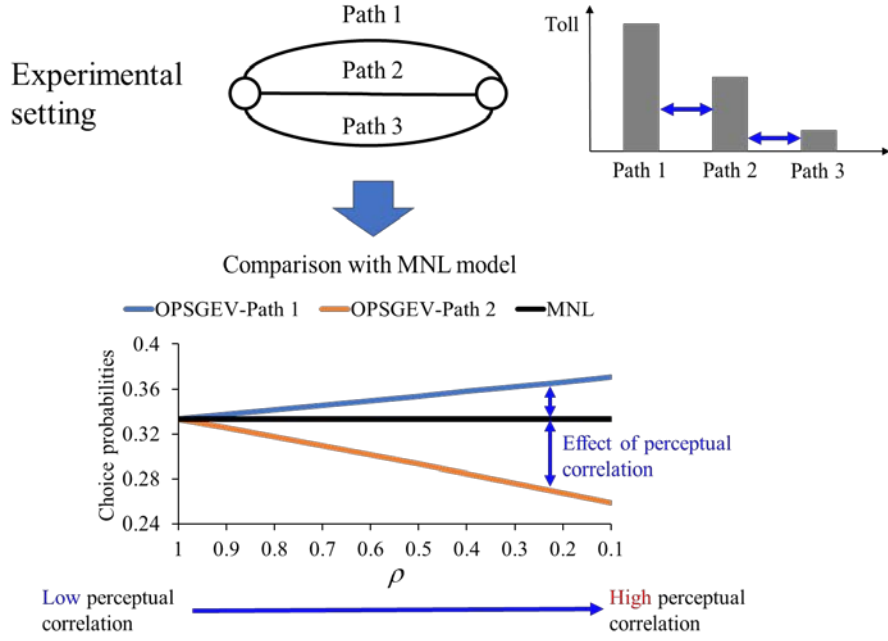 Path 1
Path 2
Path 3
Experimental
setting
Toll
Path 1 Path 2 Path 3
Comparison with MNL model
OPSGEV-Path 1 OPSGEV-Path 2 MNL
Choice probabilities
0.4
0.36
0.32
0.28
0.24
Effect of perceptual
correlation
1 0.9 0.8 0.7 0.6 0.5 0.4 0.3 0.2 0.1
ρ
Low perceptual
correlation
High perceptual
correlation